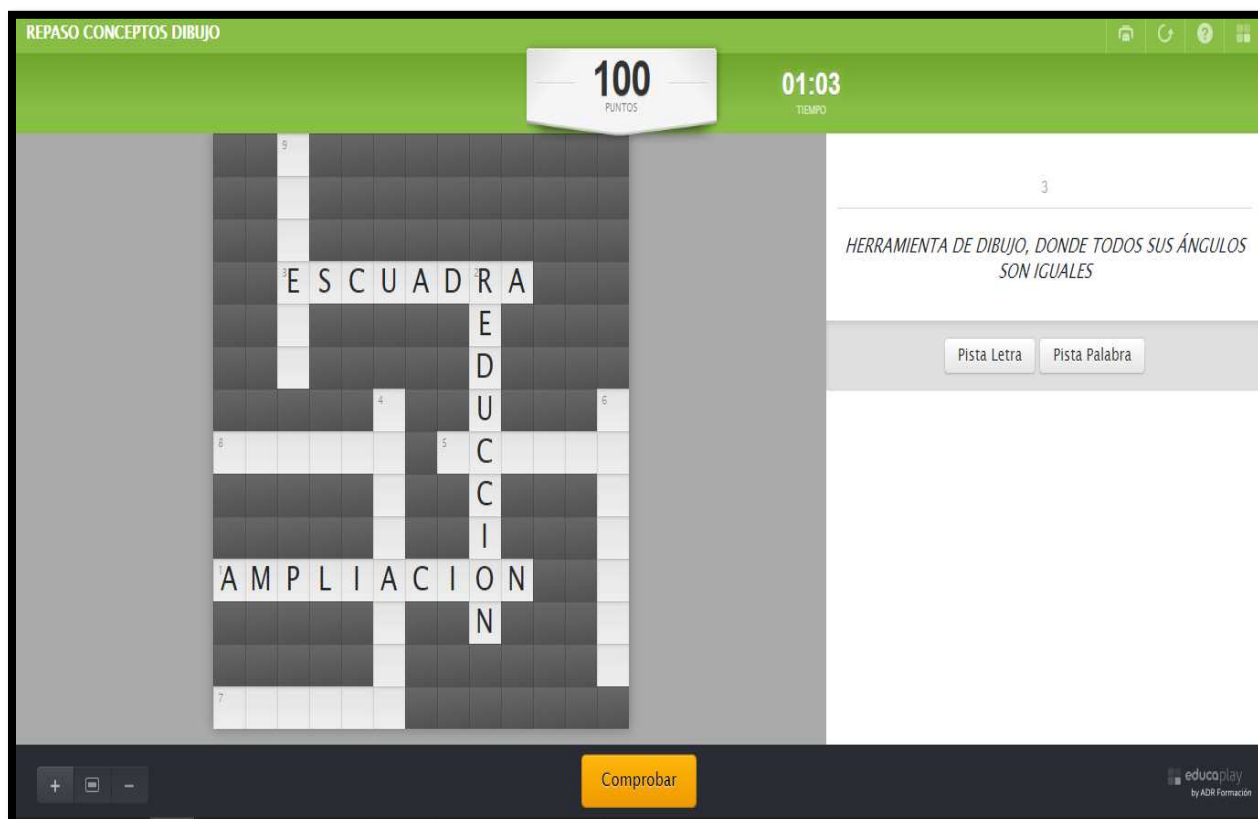 REPASO CONCEPTOS DIBUJO
100
PUNTOS
01:03
TIEMPO
9
3
HERRAMIENTA DE DIBUJO, DONDE TODOS SUS ÁNGULOS
SON IGUALES
3 E S C U A D 2 R A
E
D
Pista Letra Pista Palabra
4 U 6
8 5 C
C
I
1 A M P L I A C I O N
N
7
+ -
Comprobar
educaplay
by ADR Formación